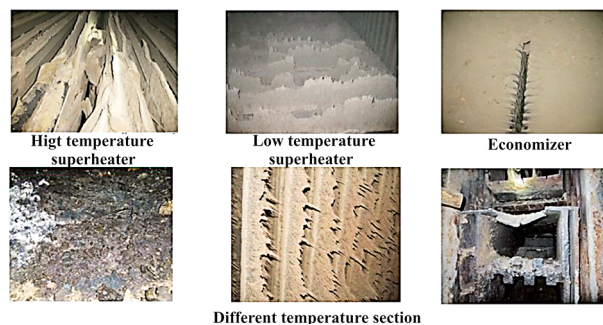 Higt temperature
superheater
Low temperature
superheater
Economizer
Different temperature section